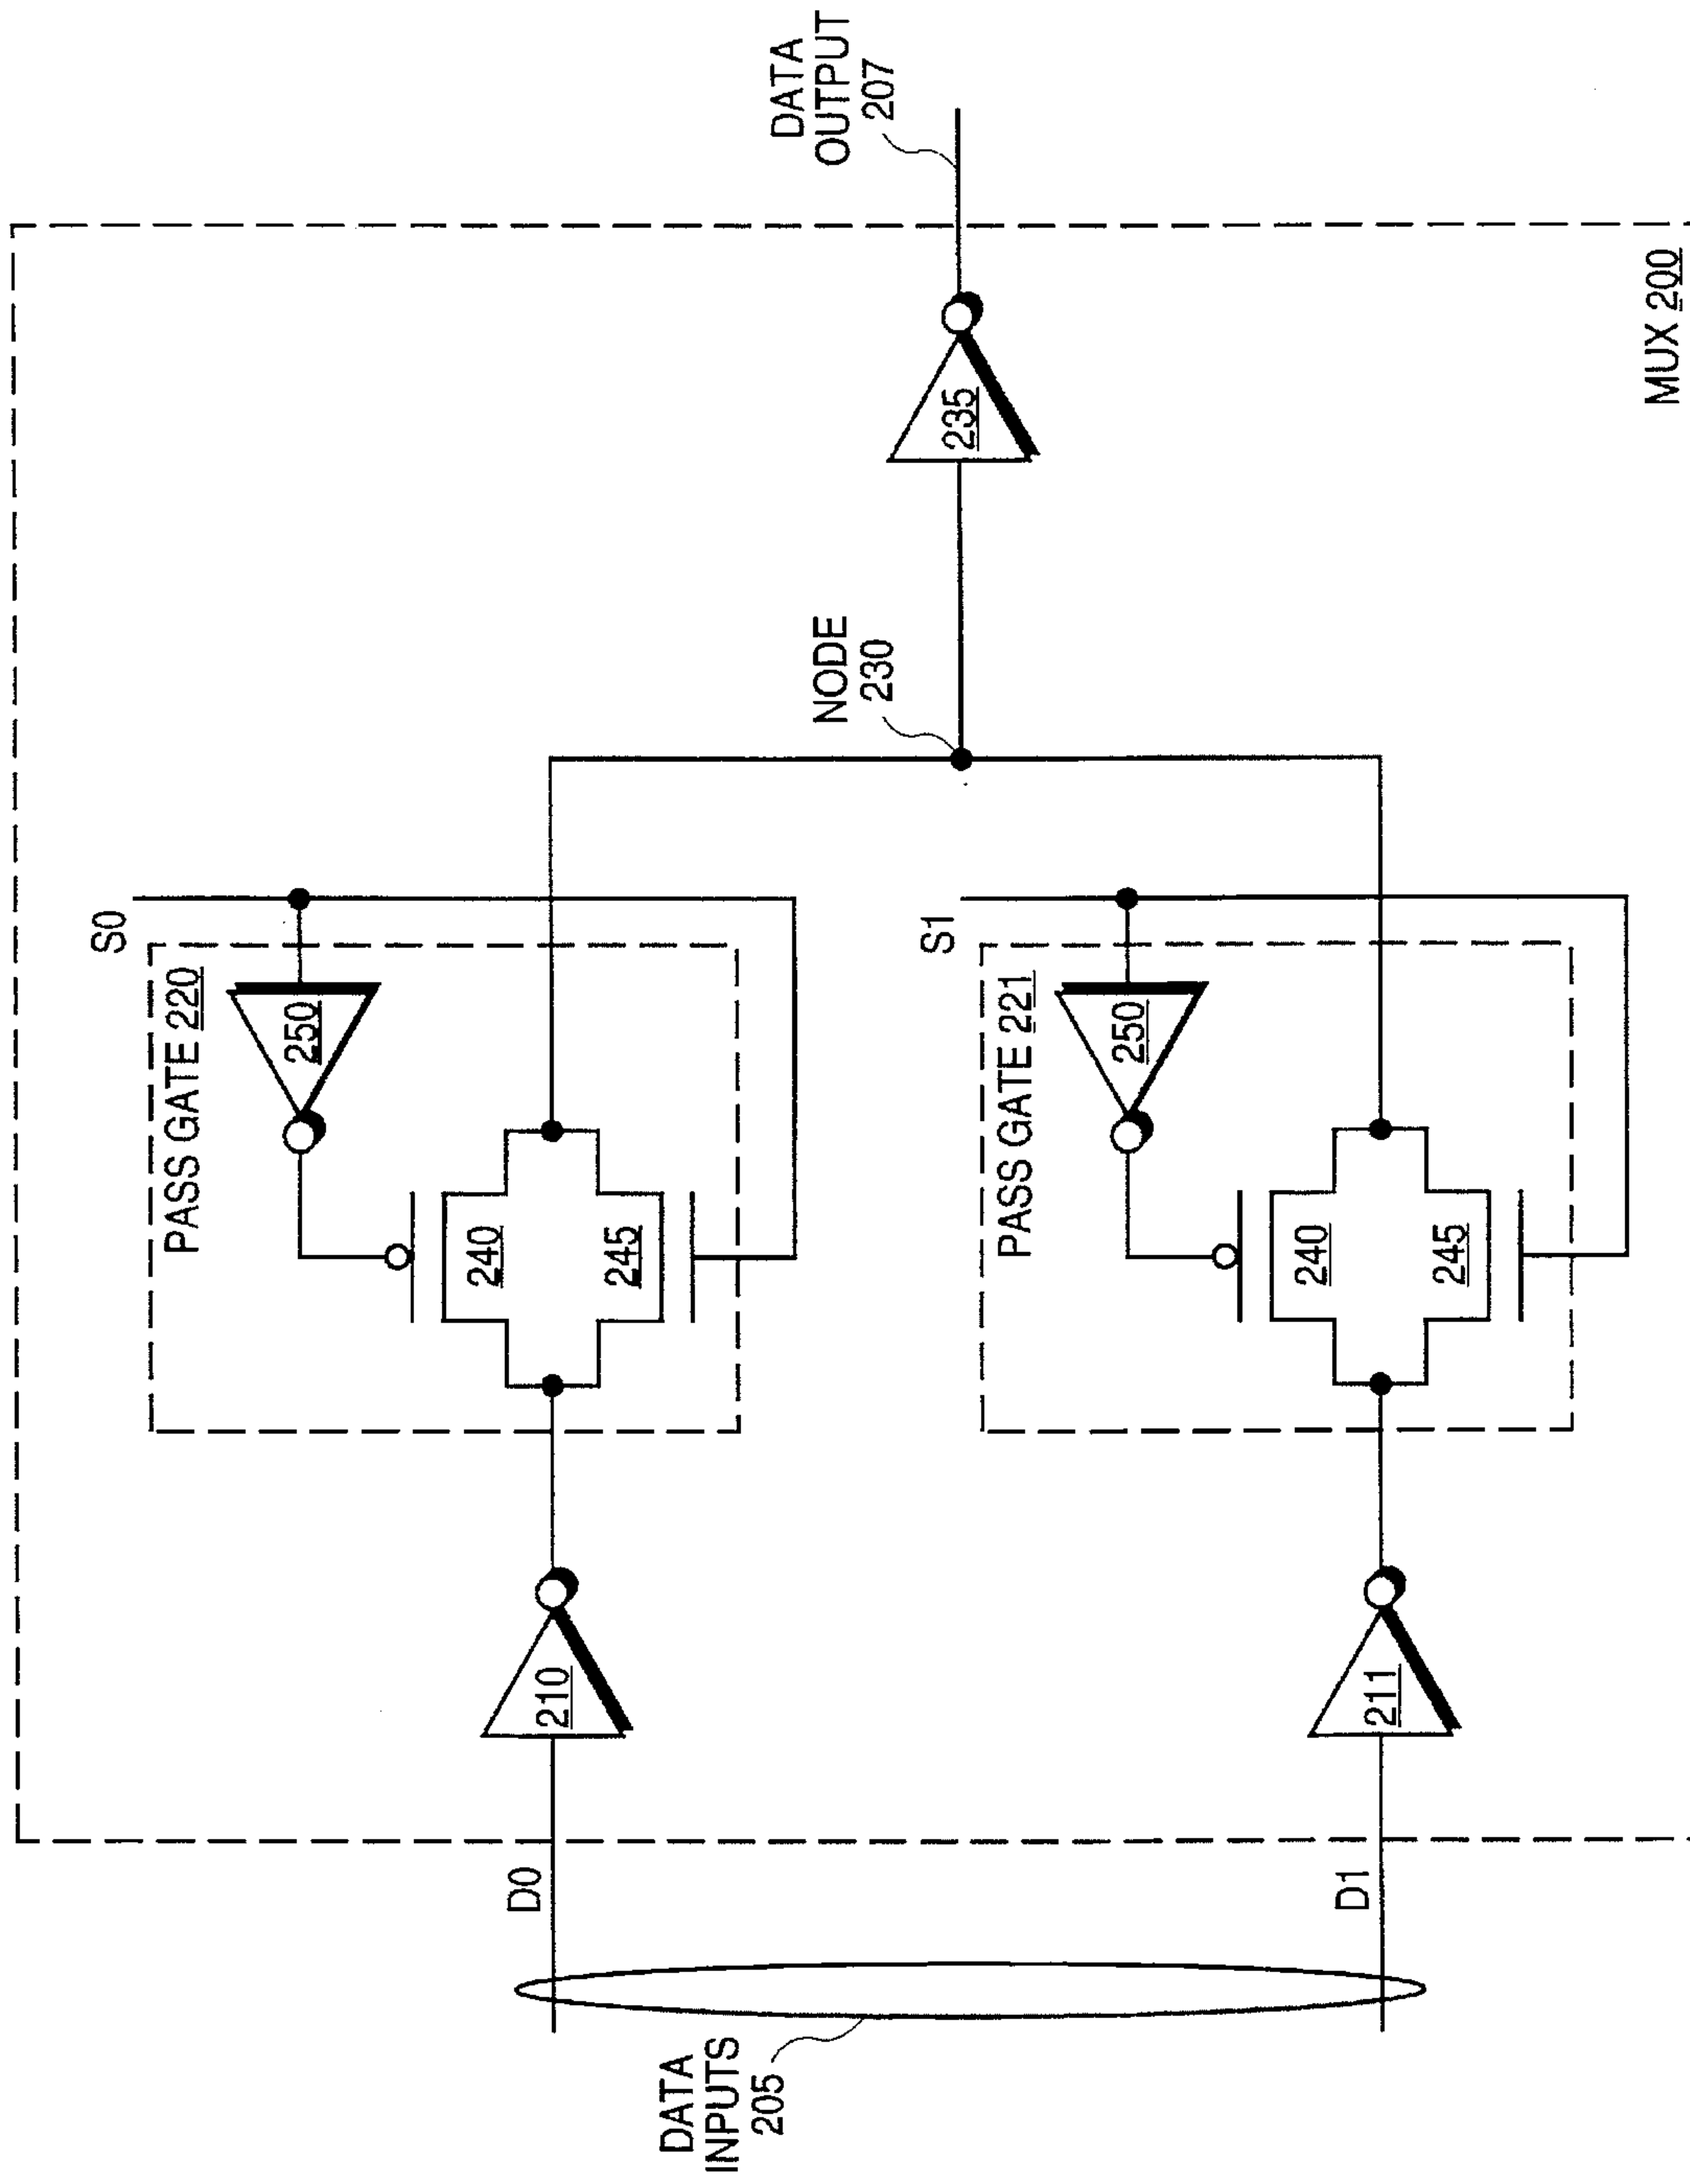 DATA
INPUTS
205
D0
D1
210
211
PASS GATE 220
250
240
245
S0
PASS GATE 221
250
240
245
S1
NODE
230
235
DATA
OUTPUT
207
MUX 200